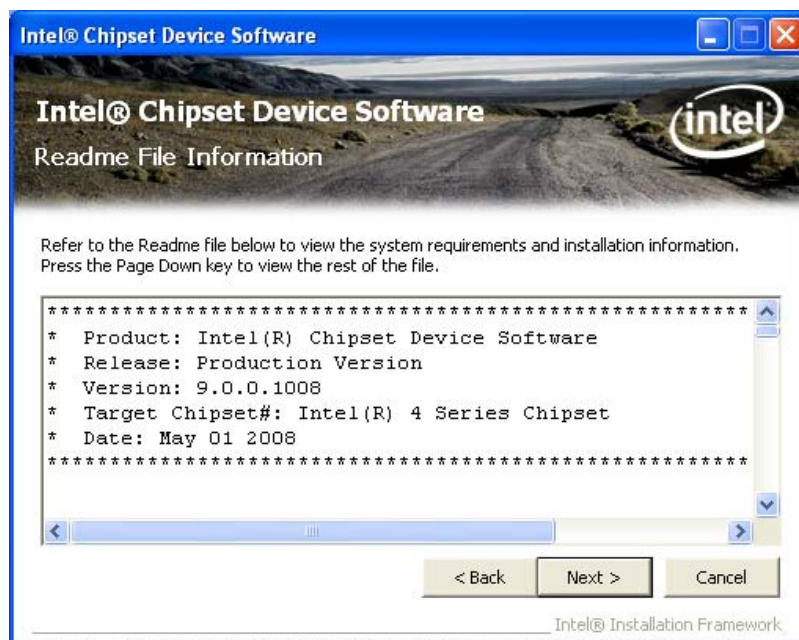 Intel® Chipset Device Software
Intel® Chipset Device Software
intel
Readme File Information
Refer to the Readme file below to view the system requirements and installation information.
Press the Page Down key to view the rest of the file.
*********************************************************
* Product: Intel(R) Chipset Device Software
* Release: Production Version
* Version: 9.0.0.1008
* Target Chipset#: Intel(R) 4 Series Chipset
* Date: May 01 2008
*********************************************************
< Back Next > Cancel
Intel® Installation Framework